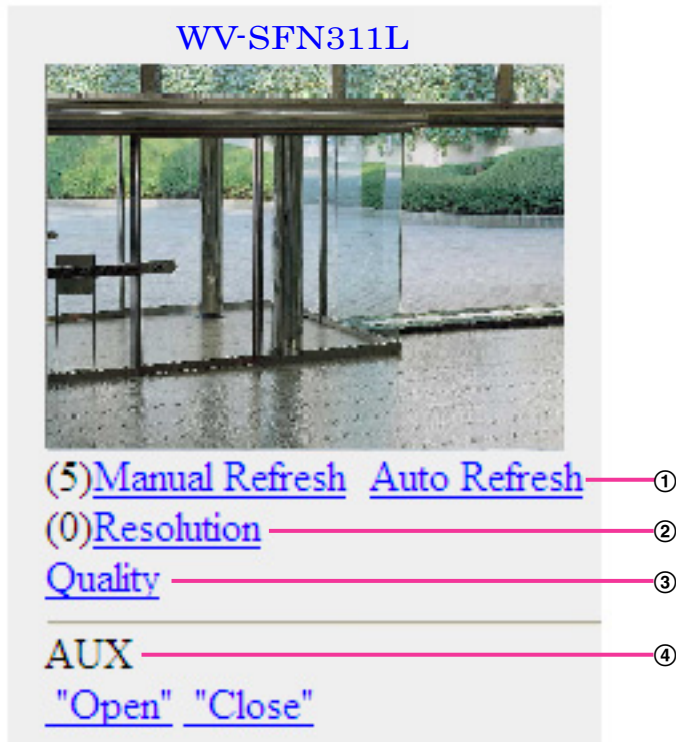 WV-SFN311L
(5)Manual Refresh Auto Refresh ①
(0)Resolution ②
Quality ③
AUX ④
"Open" "Close"